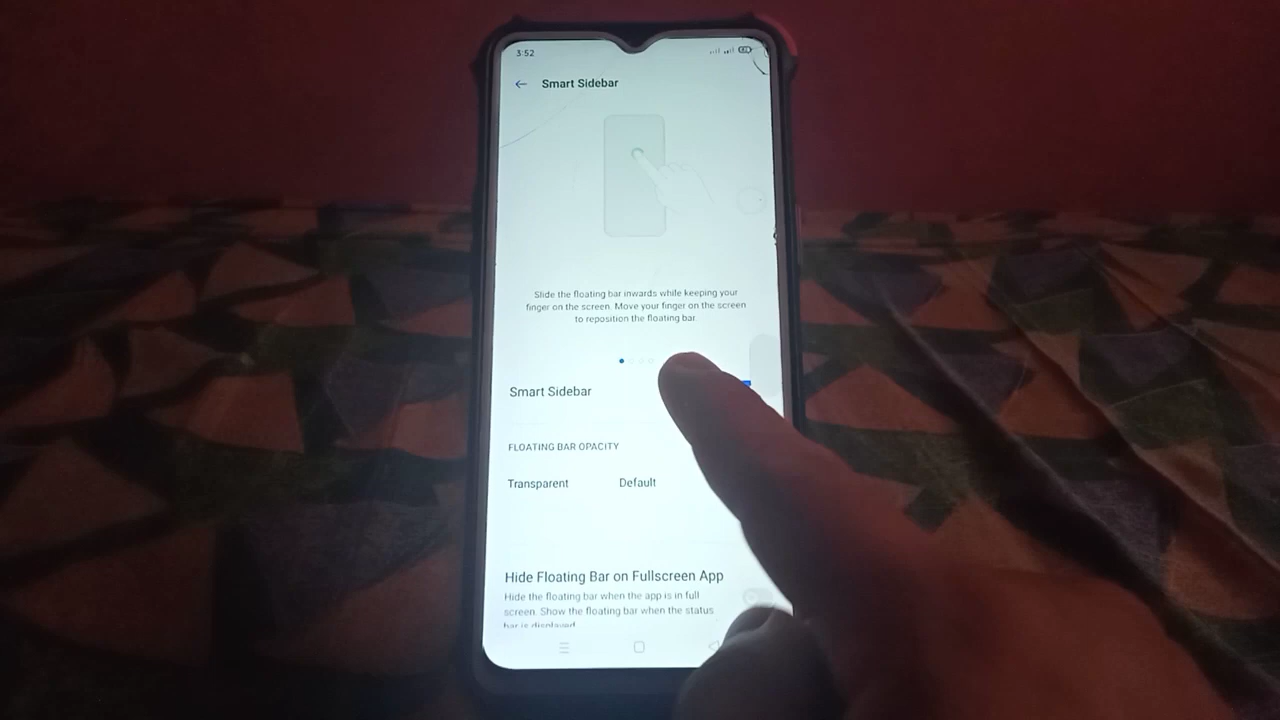 3:52
Smart Sidebar
Slide the floating bar inwards while keeping your
finger on the screen. Move your finger on the screen
to reposition the floating bar.
Smart Sidebar
FLOATING BAR OPACITY
Transparent Default
Hide Floating Bar on Fullscreen App
Hide the floating bar when the app is in full
screen. Show the floating bar when the status
bar is displayed